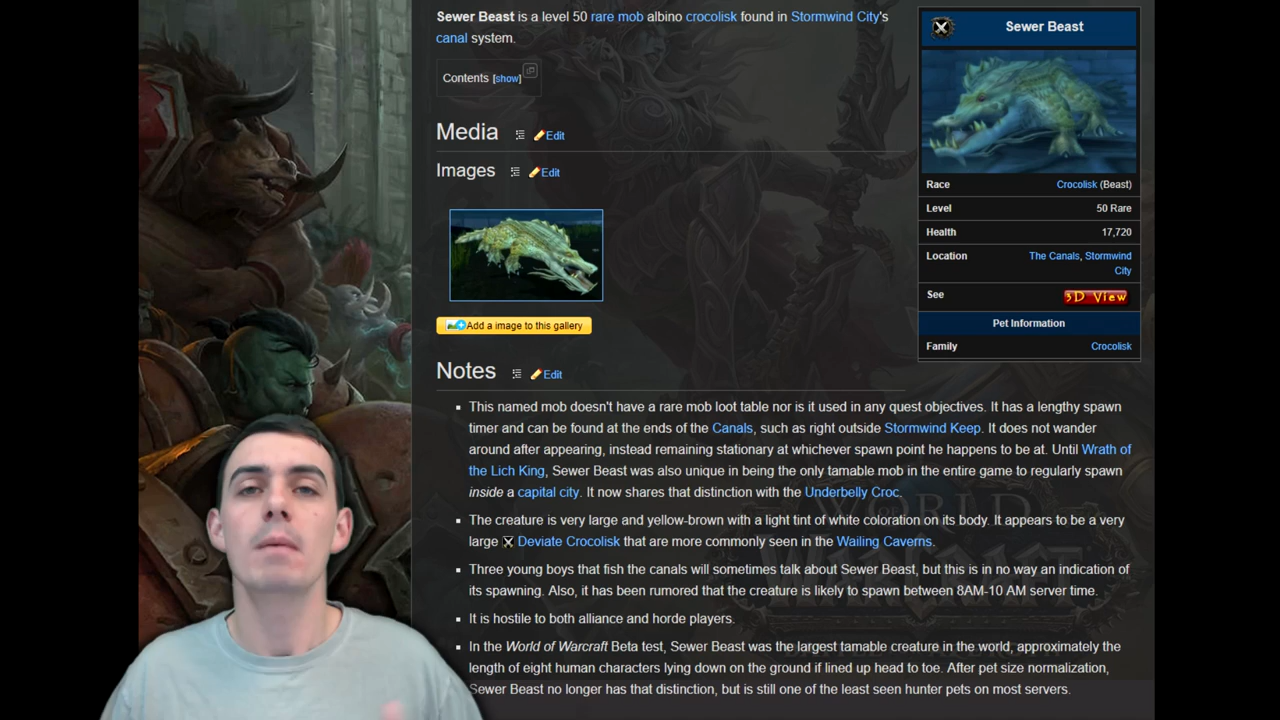 Sewer Beast is a level 50 rare mob albino crocolisk found in Stormwind City's
canal system.
Contents [show]
Media Edit
Images Edit
Add a image to this gallery
Notes Edit
This named mob doesn't have a rare mob loot table nor is it used in any quest objectives. It has a lengthy spawn
timer and can be found at the ends of the Canals, such as right outside Stormwind Keep. It does not wander
around after appearing, instead remaining stationary at whichever spawn point he happens to be at. Until Wrath of
the Lich King, Sewer Beast was also unique in being the only tamable mob in the entire game to regularly spawn
inside a capital city. It now shares that distinction with the Underbelly Croc.
The creature is very large and yellow-brown with a light tint of white coloration on its body. It appears to be a very
large Deviate Crocolisk that are more commonly seen in the Wailing Caverns.
Three young boys that fish the canals will sometimes talk about Sewer Beast, but this is in no way an indication of
its spawning. Also, it has been rumored that the creature is likely to spawn between 8AM-10 AM server time.
It is hostile to both alliance and horde players.
In the World of Warcraft Beta test, Sewer Beast was the largest tamable creature in the world, approximately the
length of eight human characters lying down on the ground if lined up head to toe. After pet size normalization,
Sewer Beast no longer has that distinction, but is still one of the least seen hunter pets on most servers.
Sewer Beast
Race Crocolisk (Beast)
Level 50 Rare
Health 17,720
Location The Canals, Stormwind
City
See 3D View
Pet Information
Family Crocolisk
WORLD
OF
WARCRAFT